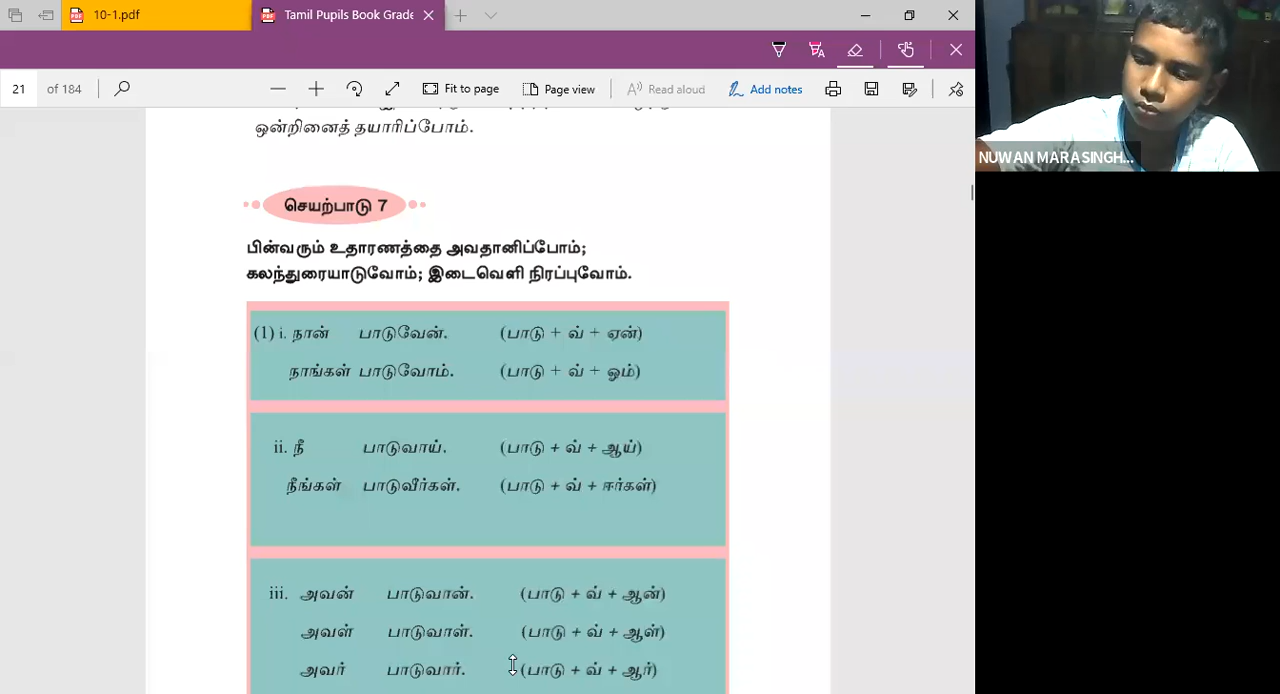 10-1.pdf
Tamil Pupils Book Grade
21 of 184
Fit to page
Page view
Read aloud
Add notes
NUWAN MARASINGH...
ஒன்றினைத் தயாரிப்போம்.
செயற்பாடு 7
பின்வரும் உதாரணத்தை அவதானிப்போம்;
கலந்துரையாடுவோம்; இடைவெளி நிரப்புவோம்.
(1) i. நான் பாடுவேன். (பாடு + வ் + ஏன்)
நாங்கள் பாடுவோம். (பாடு + வ் + ஓம்)
ii. நீ பாடுவாய். (பாடு + வ் + ஆய்)
நீங்கள் பாடுவீர்கள். (பாடு + வ் + ஈர்கள்)
iii. அவன் பாடுவான். (பாடு + வ் + ஆன்)
அவள் பாடுவாள். (பாடு + வ் + ஆள்)
அவர் பாடுவார். (பாடு + வ் + ஆர்)